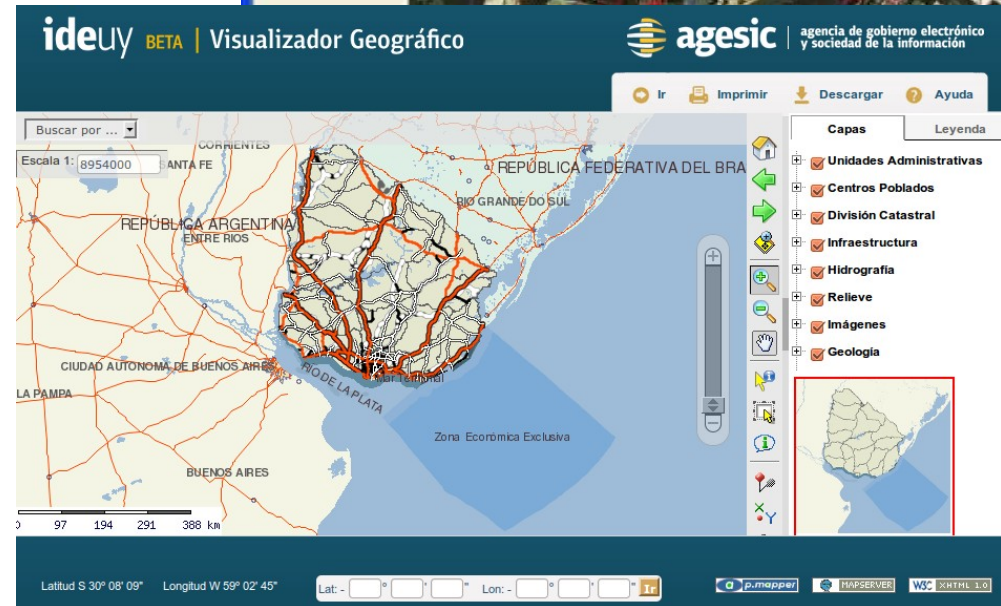 ideuy BETA | Visualizador Geográfico
agesic | agencia de gobierno electrónico y sociedad de la información
Ir Imprimir Descargar Ayuda
Buscar por ...
Escala 1: 8954000
Capas Leyenda
Unidades Administrativas
Centros Poblados
División Catastral
Infraestructura
Hidrografía
Relieve
Imágenes
Geología
CORRIENTES
ANTA FE
REPÚBLICA FEDERATIVA DEL BRA
RIO GRANDE DO SUL
REPÚBLICA ARGENTINA
ENTRE RIOS
CIUDAD AUTONOMA DE BUENOS AIRES
RIO DE LA PLATA
Mar Territorial
LA PAMPA
Zona Económica Exclusiva
BUENOS AIRES
97 194 291 388 km
Latitud S 30º 08' 09" Longitud W 59º 02' 45"
Lat: - º ' " Lon: - º ' " Ir
p.mapper MAPSERVER W3C XHTML 1.0